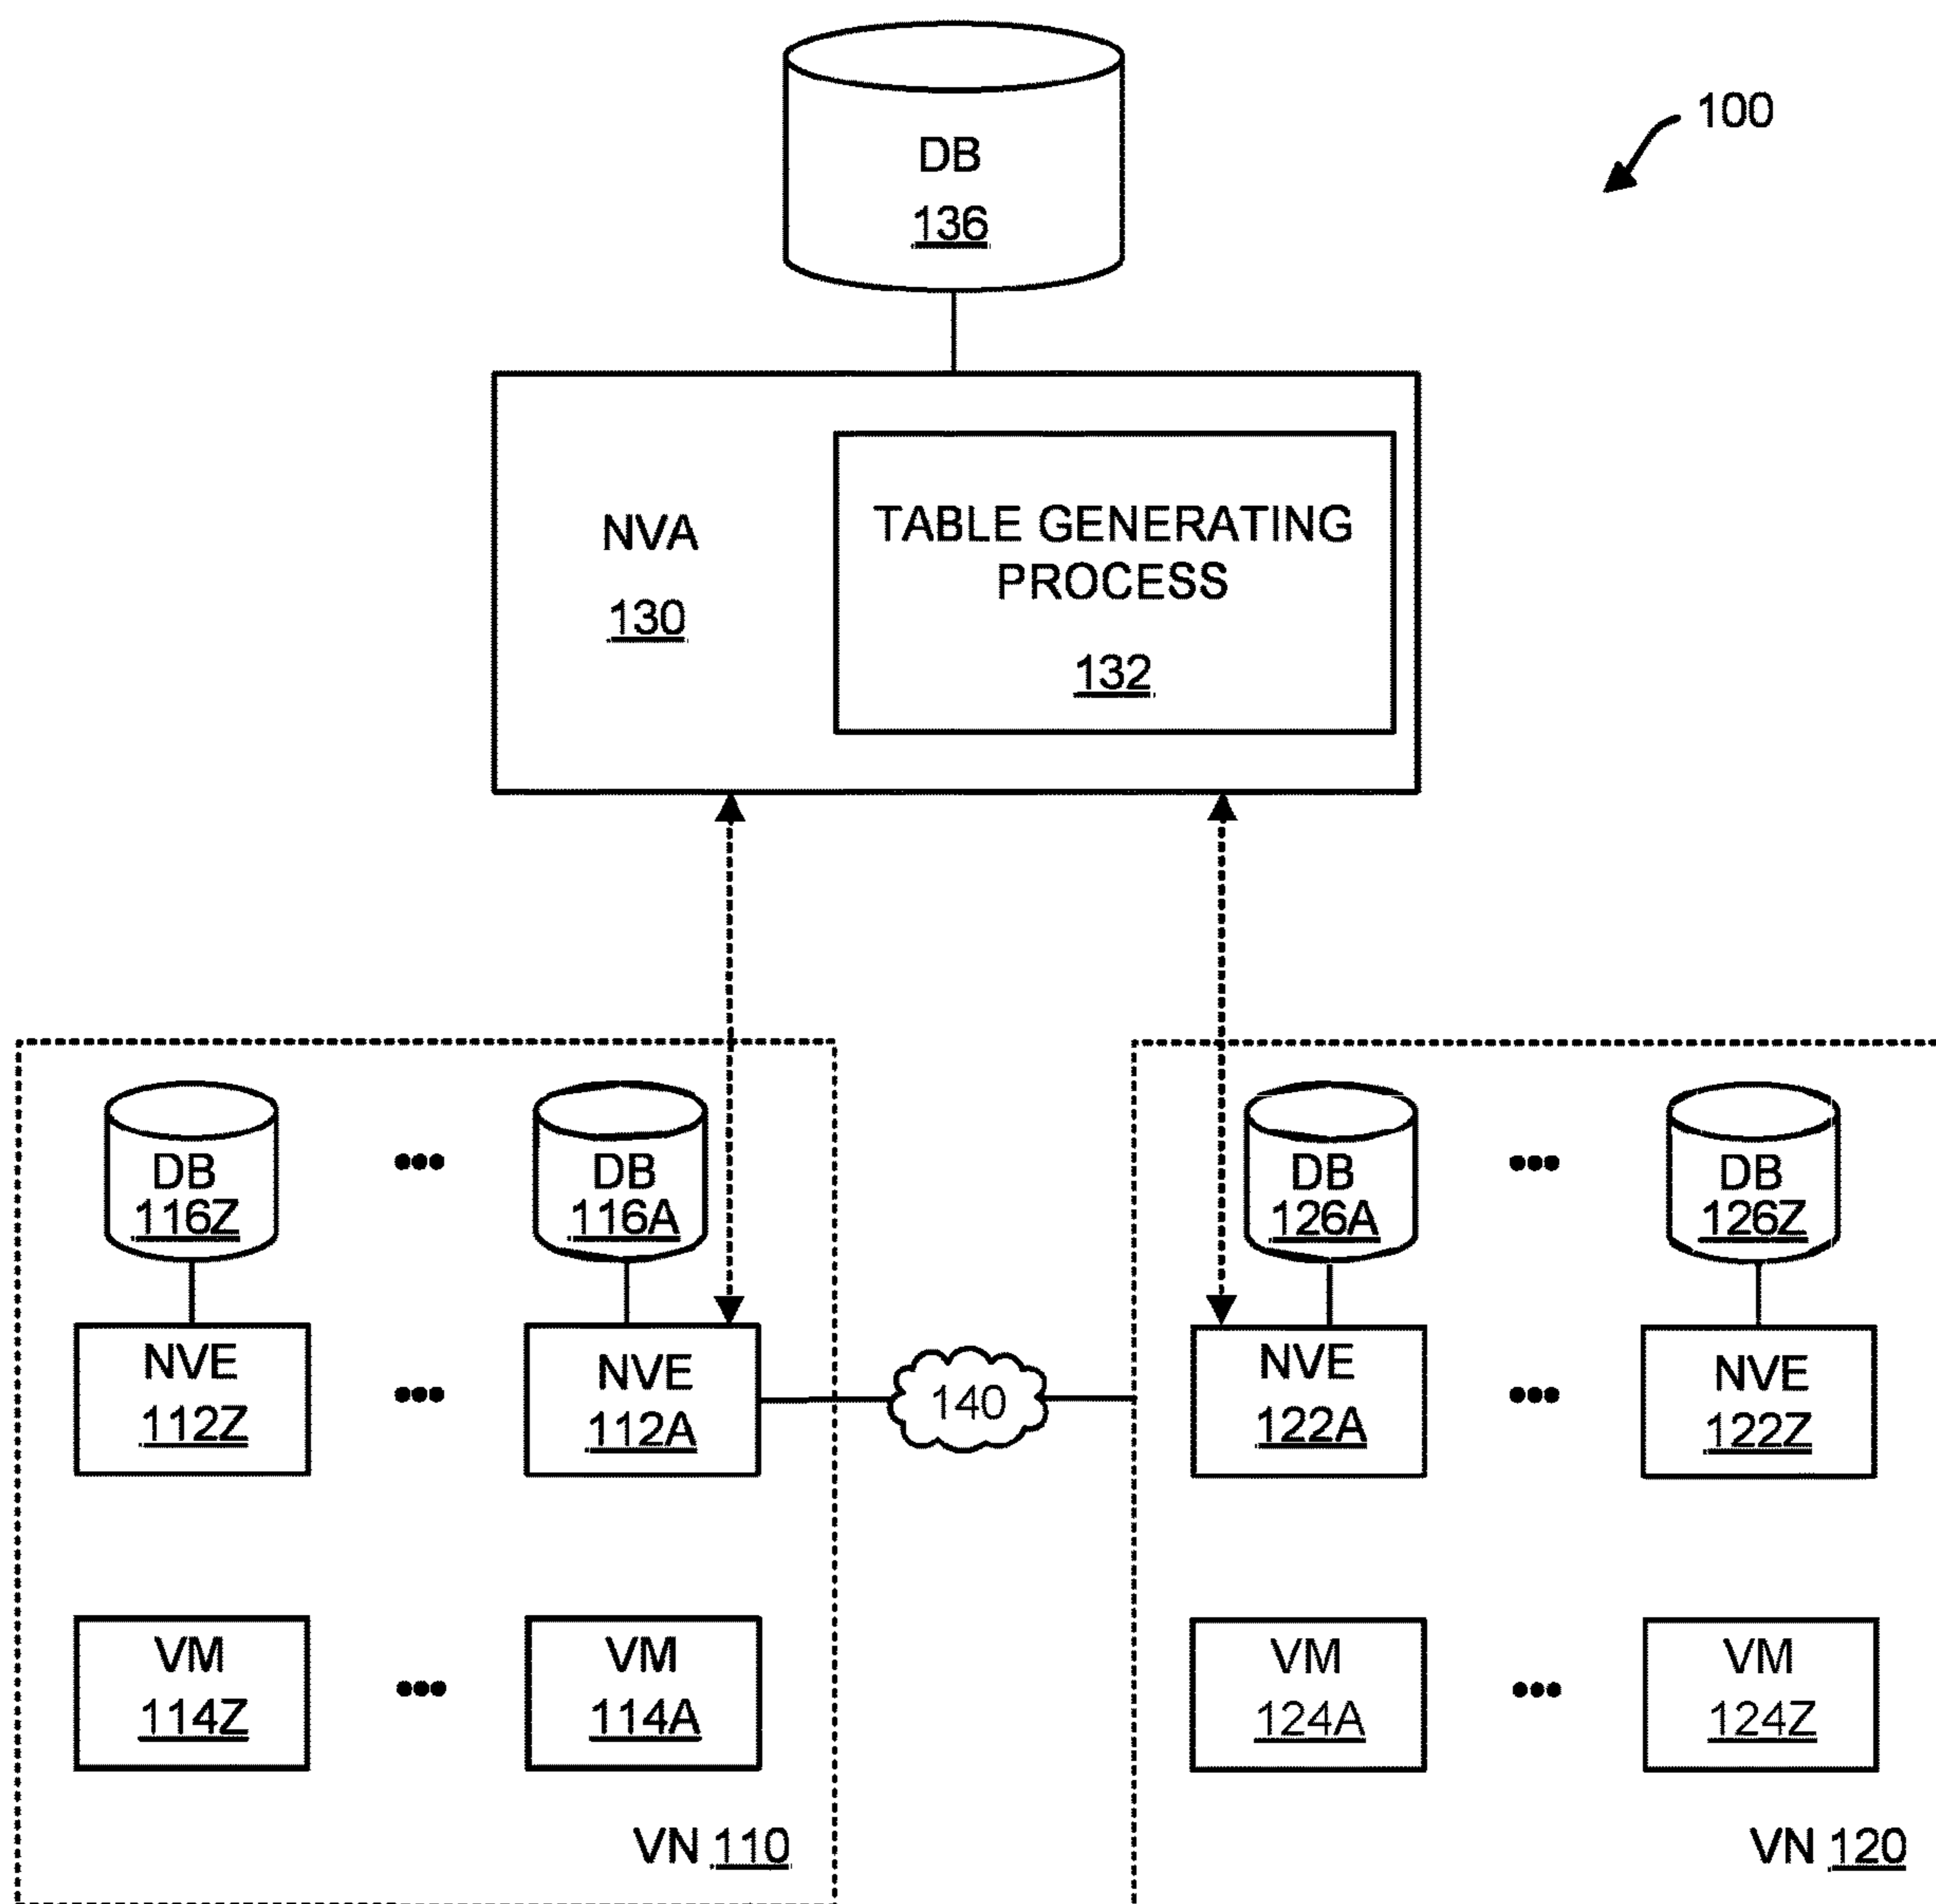 100
DB
136
NVA
130
TABLE GENERATING
PROCESS
132
DB
116Z
DB
116A
DB
126A
DB
126Z
NVE
112Z
NVE
112A
140
NVE
122A
NVE
122Z
VM
114Z
VM
114A
VM
124A
VM
124Z
VN 110
VN 120